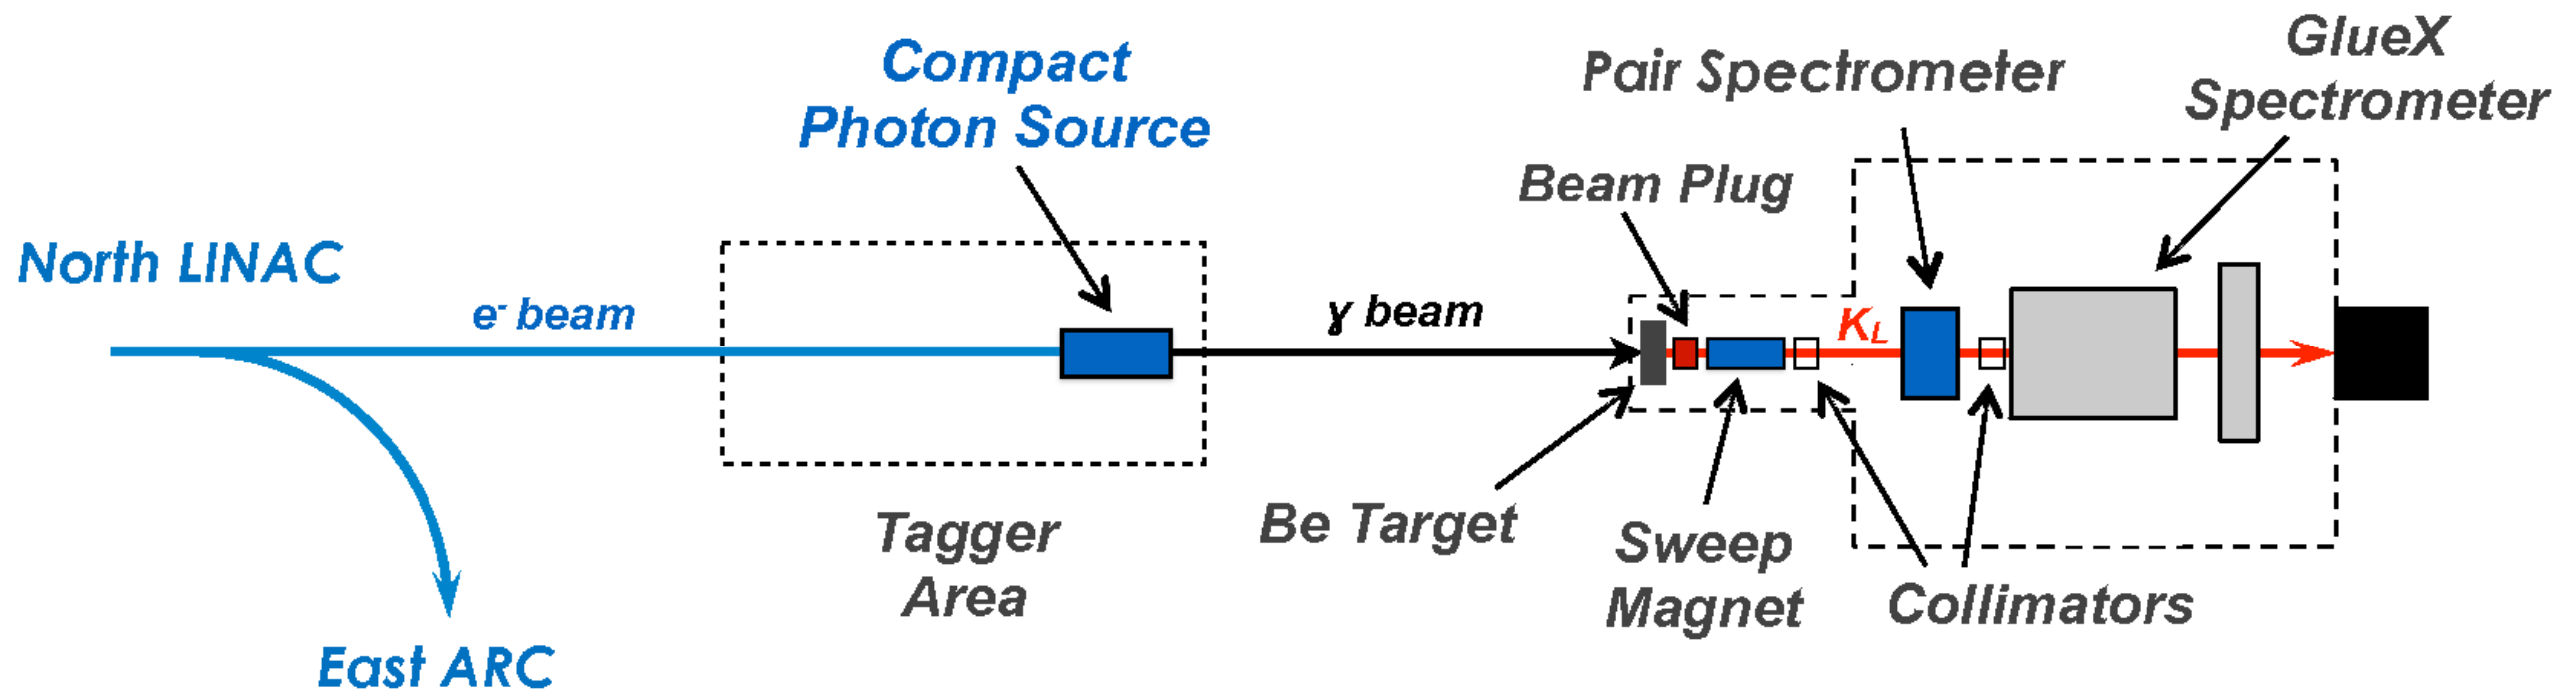 North LINAC
e- beam
East ARC
Compact
Photon Source
Tagger
Area
γ beam
Be Target
Beam Plug
Sweep
Magnet
KL
Collimators
Pair Spectrometer
GlueX
Spectrometer